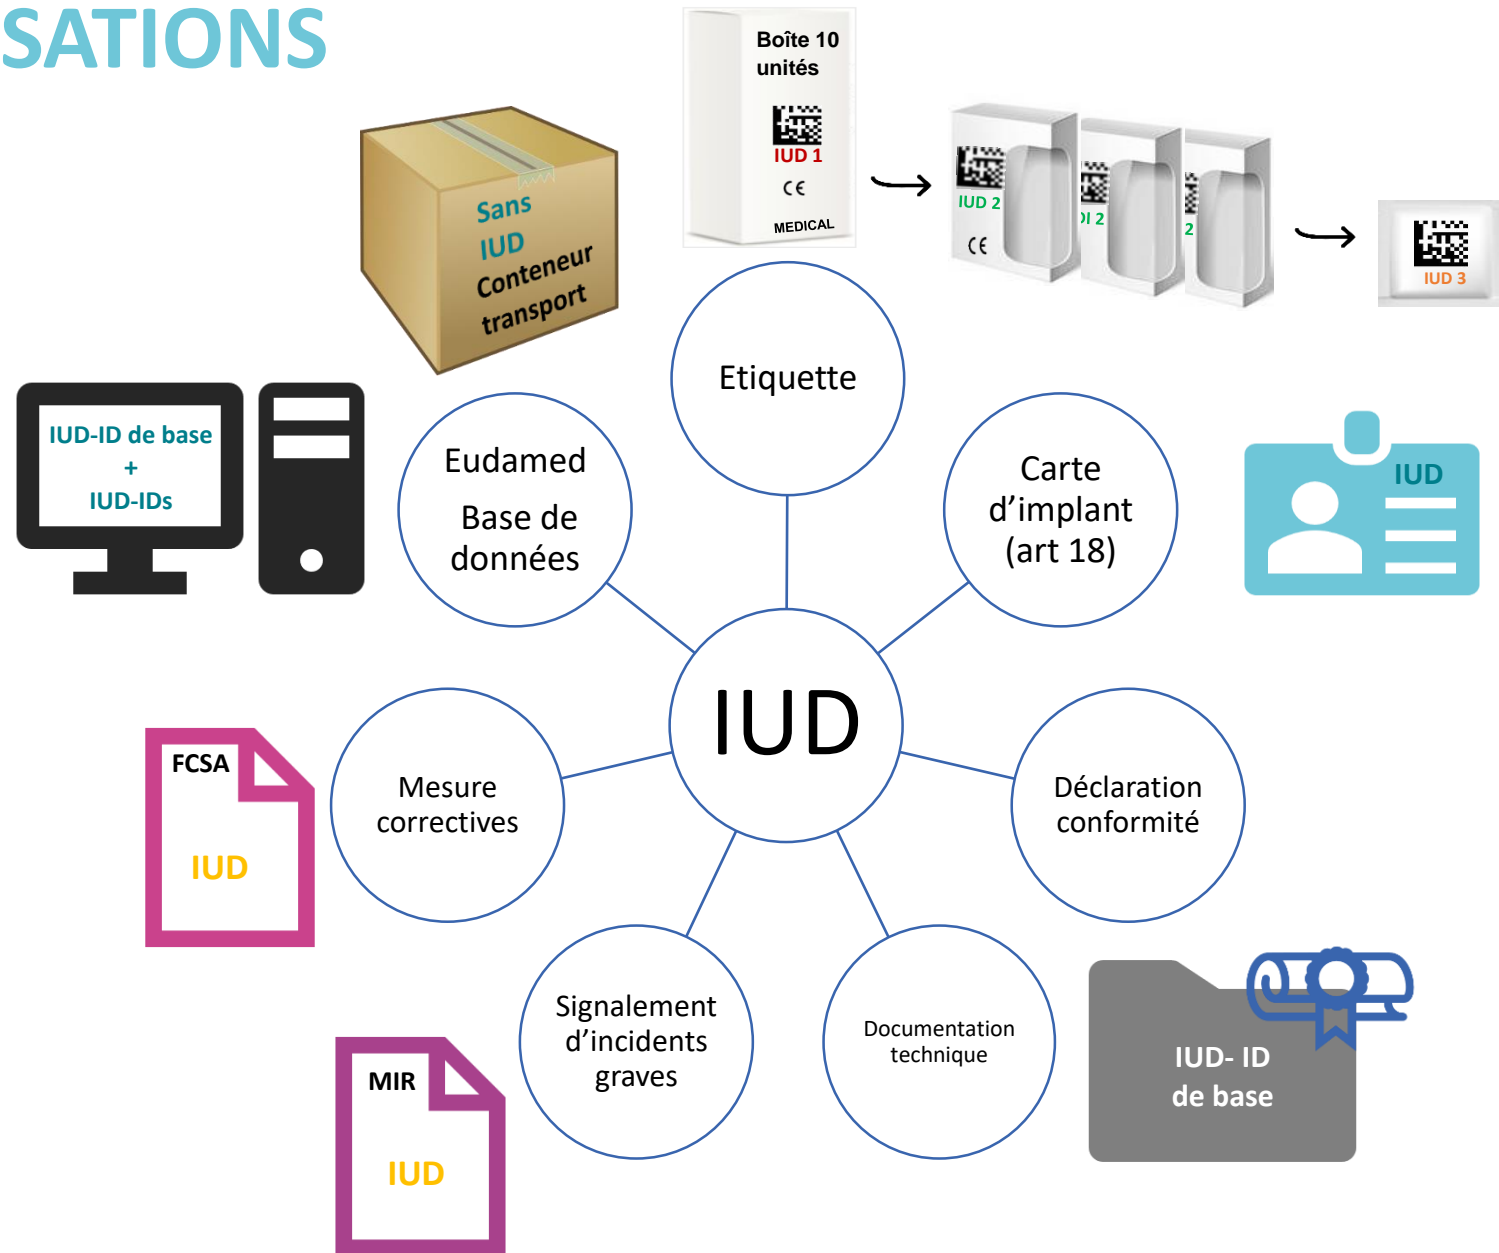 SATIONS
Boîte 10
unités
IUD 1
CE
MEDICAL
IUD 2
CE
DI 2
2
IUD 3
Sans
IUD
Conteneur
transport
Etiquette
IUD-ID de base
+
IUD-IDs
Eudamed
Base de
données
Carte
d'implant
(art 18)
IUD
IUD
FCSA
IUD
Mesure
correctives
Déclaration
conformité
Signalement
d'incidents
graves
Documentation
technique
MIR
IUD
IUD- ID
de base